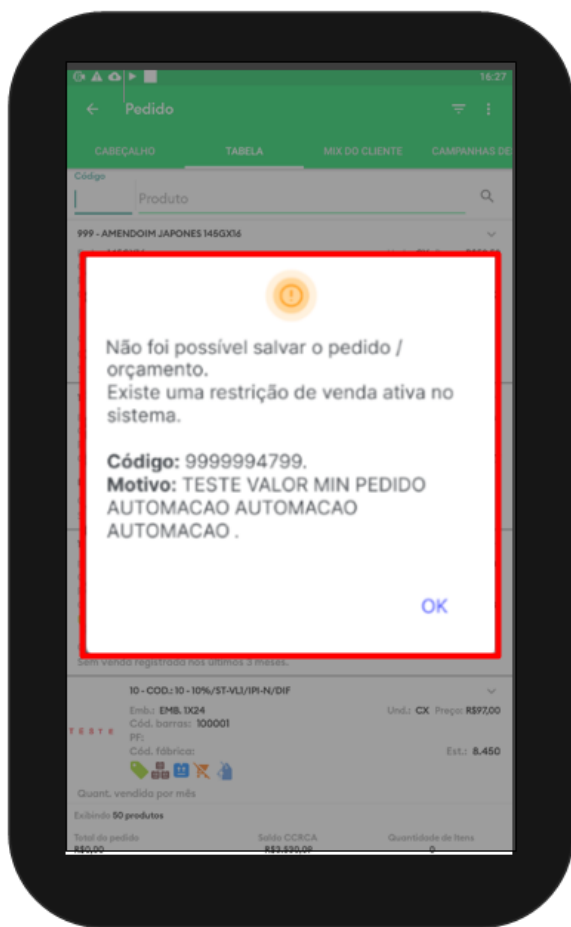 16:27
Pedido
CABEÇALHO TABELA MIX DO CLIENTE CAMPANHAS DE
Código
Produto
999 - AMENDOIM JAPONES 145GX16
Não foi possível salvar o pedido /
orçamento.
Existe uma restrição de venda ativa no
sistema.
Código: 9999994799.
Motivo: TESTE VALOR MIN PEDIDO
AUTOMACAO AUTOMACAO
AUTOMACAO .
OK
Sem venda registrada nos últimos 3 meses.
10 - COD.: 10 - 10%/ST-VL1/IPI-N/DIF
Emb.: EMB. 1X24 Und.: CX Preço: R$97,00
Cód. barras: 100001
TESTE
PF:
Cód. fábrica: Est.: 8.450
Quant. vendida por mês
Exibindo 50 produtos
Total do pedido Saldo CCRCA Quantidade de Itens
R$0,00 R$3.530,09 0